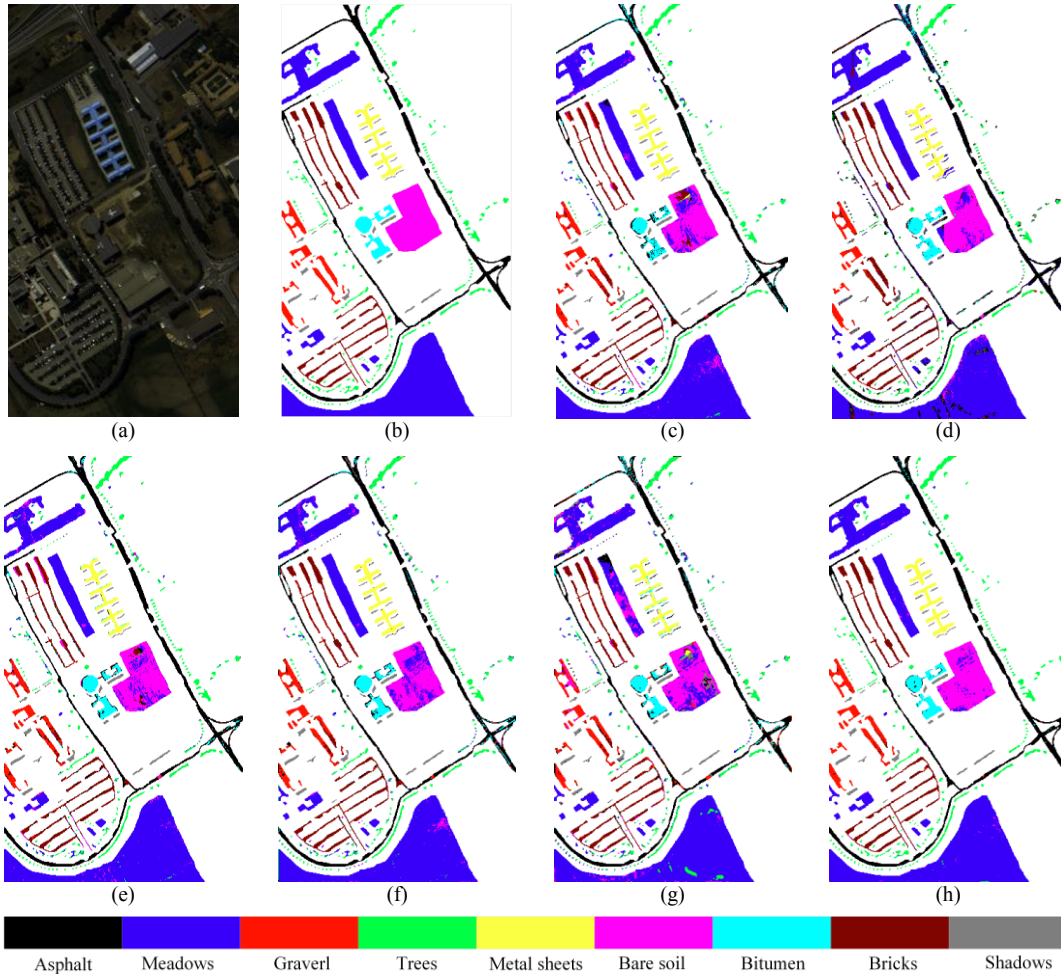 (a)
(b)
(c)
(d)
(e)
(f)
(g)
(h)
Asphalt Meadows Graverl Trees Metal sheets Bare soil Bitumen Bricks Shadows